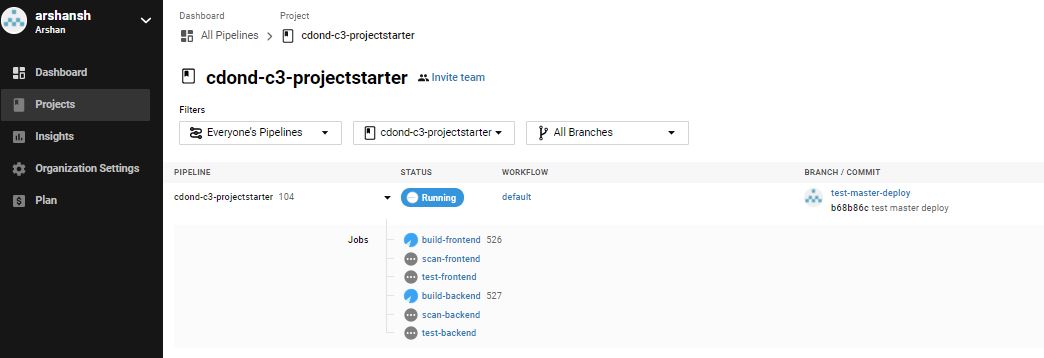 arshansh
Arshan
Dashboard
Projects
Insights
Organization Settings
Plan
Dashboard Project
All Pipelines cdond-c3-projectstarter
cdond-c3-projectstarter Invite team
Filters
Everyone's Pipelines cdond-c3-projectstarter All Branches
PIPELINE STATUS WORKFLOW BRANCH / COMMIT
cdond-c3-projectstarter 104 Running default test-master-deploy
b68b86c test master deploy
Jobs build-frontend 526
scan-frontend
test-frontend
build-backend 527
scan-backend
test-backend